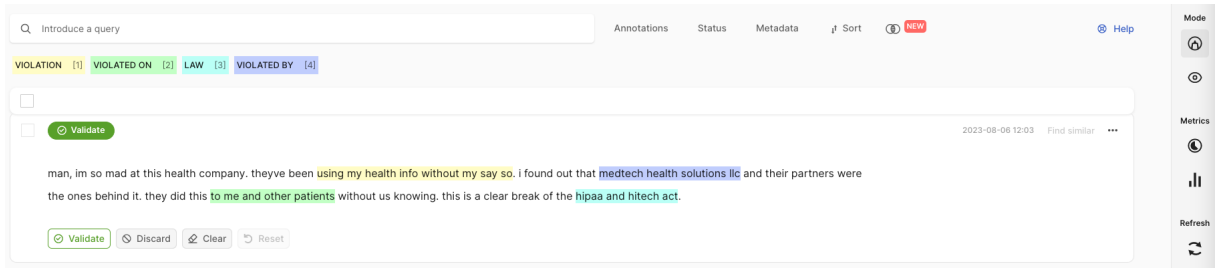 Introduce a query
Annotations Status Metadata Sort NEW Help
VIOLATION [1] VIOLATED ON [2] LAW [3] VIOLATED BY [4]
Validate
2023-08-06 12:03 Find similar
man, im so mad at this health company. theyve been using my health info without my say so. i found out that medtech health solutions llc and their partners were
the ones behind it. they did this to me and other patients without us knowing. this is a clear break of the hipaa and hitech act.
Validate Discard Clear Reset
Mode
Metrics
Refresh